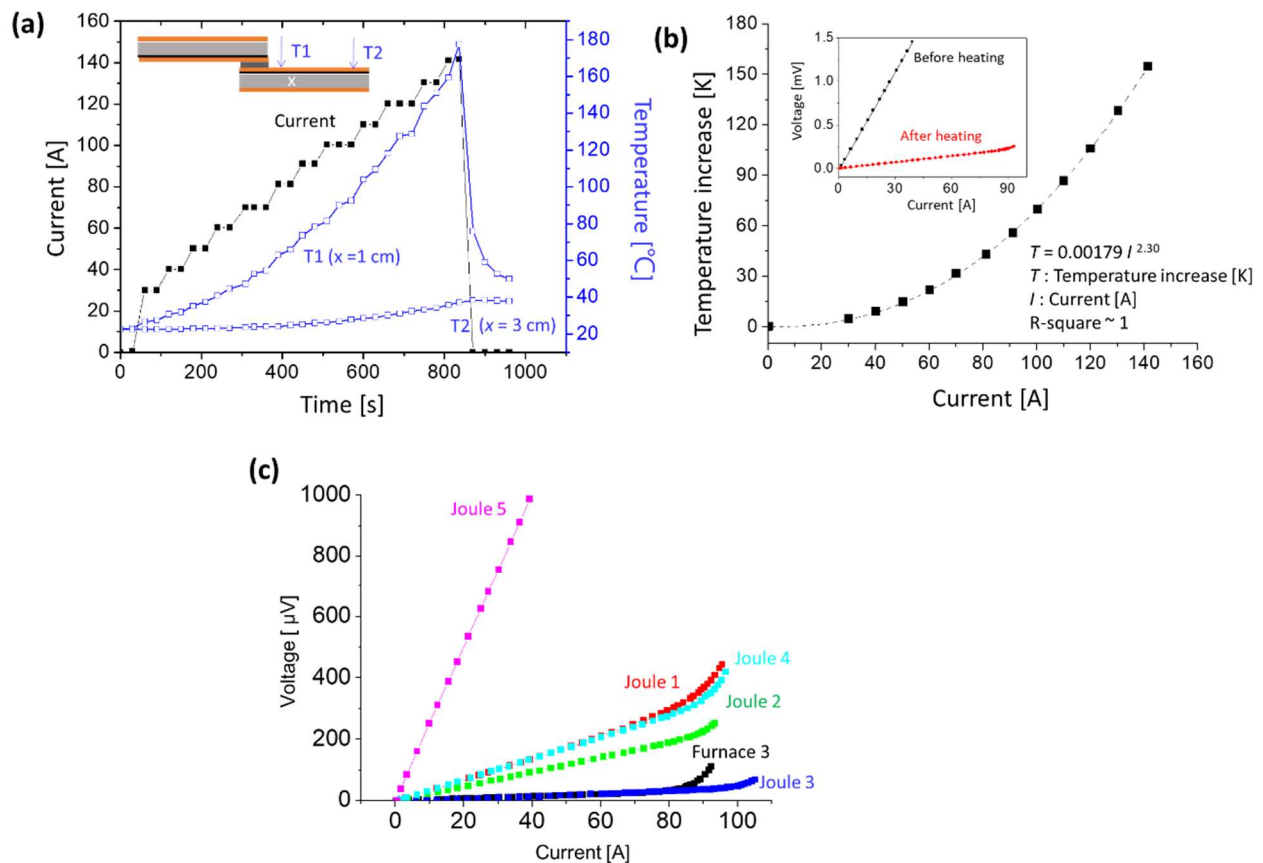 (a)
160
140
120
100
80
60
40
20
0
Current [A]
0
200
400
600
800
1000
Time [s]
180
160
140
120
100
80
60
40
20
Temperature [°C]
T1
T2
X
Current
T1 (x =1 cm)
T2 (x = 3 cm)
(b)
180
150
120
90
60
30
0
Temperature increase [K]
0
20
40
60
80
100
120
140
160
Current [A]
1.5
1.0
0.5
0.0
Voltage [mV]
0
30
60
90
Current [A]
Before heating
After heating
T = 0.00179 I ^2.30
T : Temperature increase [K]
I : Current [A]
R-square ~ 1
(c)
1000
800
600
400
200
0
Voltage [ µV]
0
20
40
60
80
100
Current [A]
Joule 5
Joule 1
Joule 4
Joule 2
Furnace 3
Joule 3